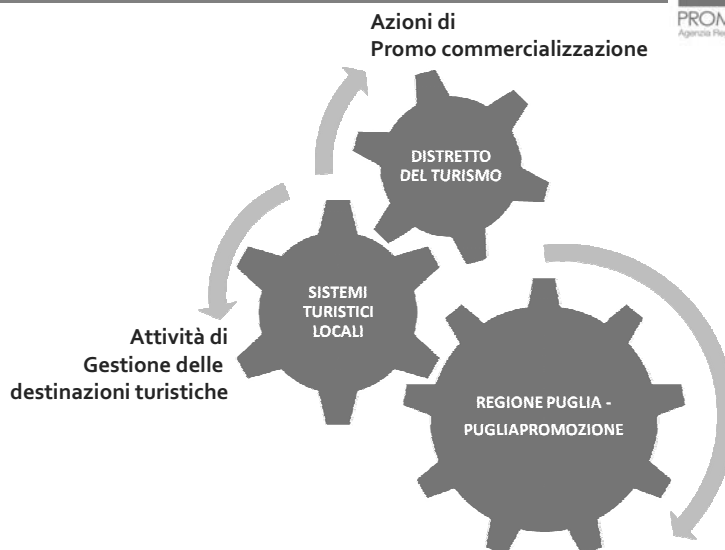 Azioni di
Promo commercializzazione
DISTRETTO
DEL TURISMO
SISTEMI
TURISTICI
LOCALI
Attività di
Gestione delle
destinazioni turistiche
REGIONE PUGLIA -
PUGLIAPROMOZIONE